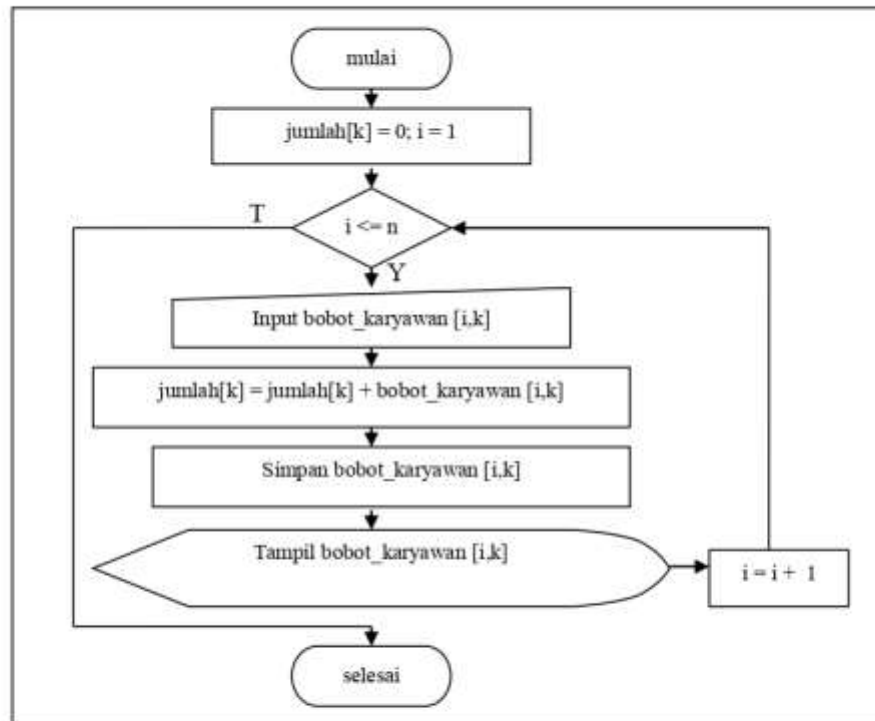 mulai
jumlah[k] = 0; i = 1
T
i <= n
Y
Input bobot_karyawan [i,k]
jumlah[k] = jumlah[k] + bobot_karyawan [i,k]
Simpan bobot_karyawan [i,k]
Tampil bobot_karyawan [i,k]
i = i + 1
selesai